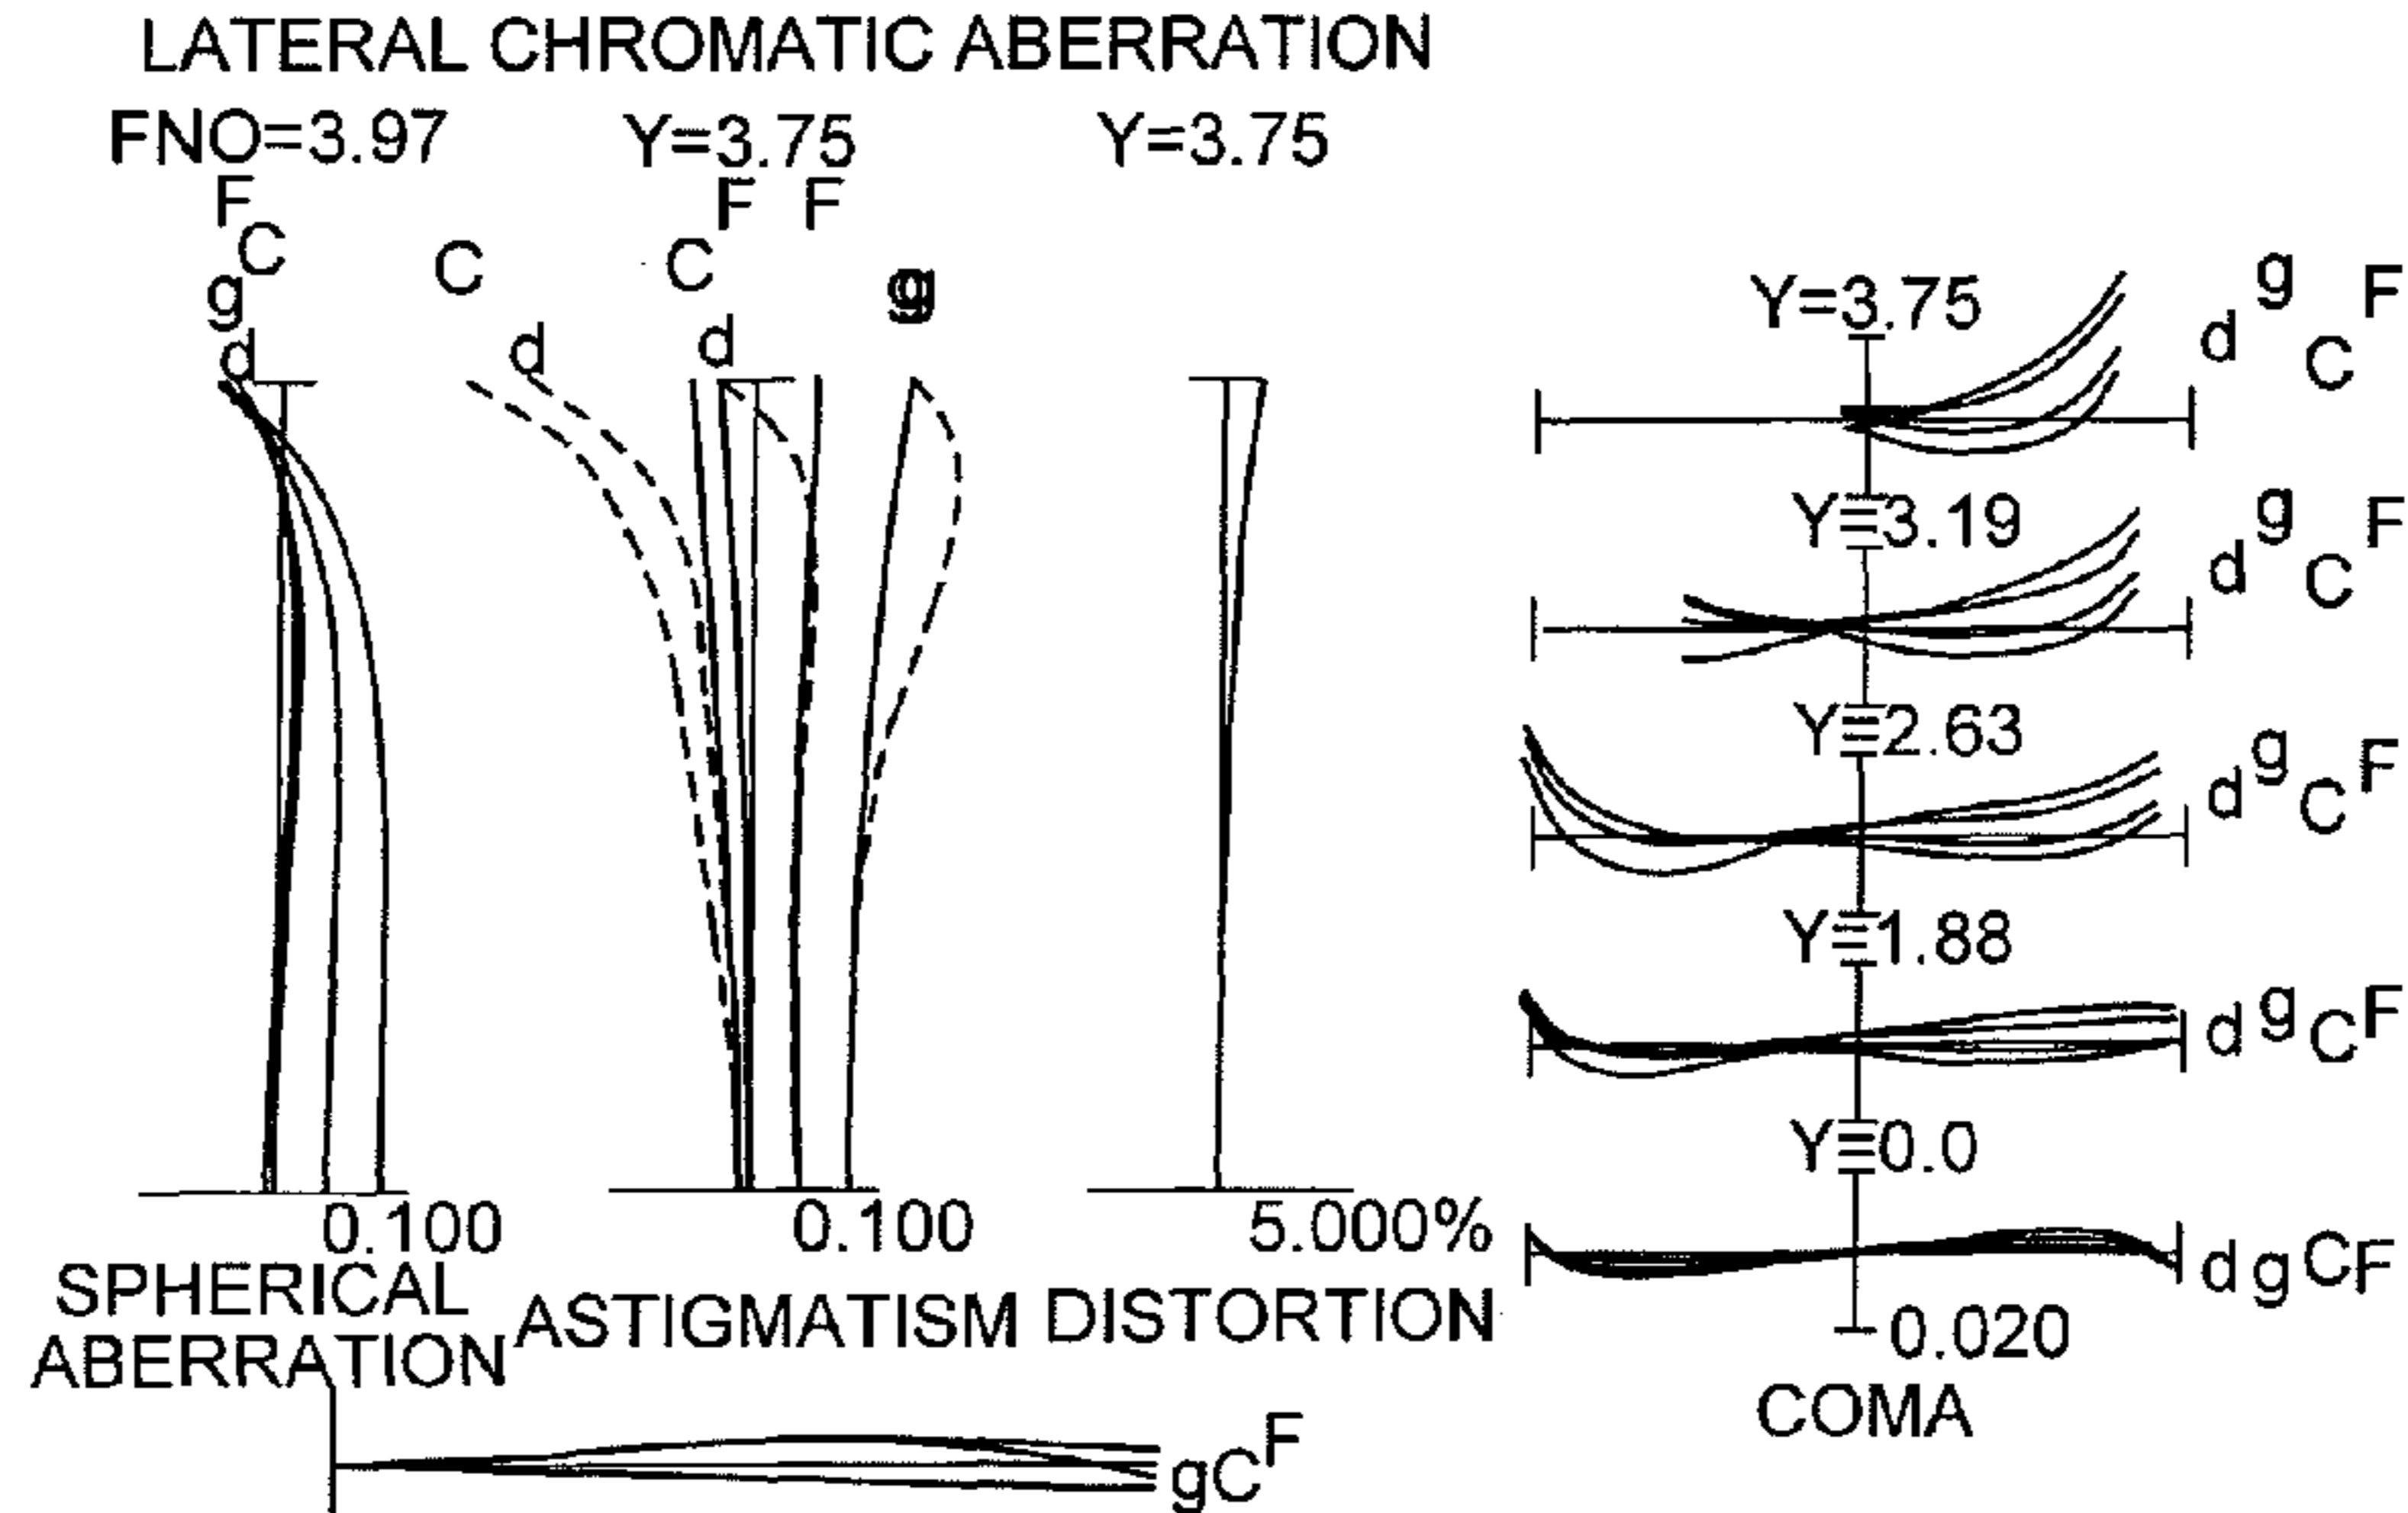 LATERAL CHROMATIC ABERRATION
FNO=3.97 Y=3.75 Y=3.75
F F F
C C C g
g
d d d
0.100 0.100 5.000%
SPHERICAL
ABERRATION
ASTIGMATISM DISTORTION
g C F
Y=3.75
d g C F
Y=3.19
d g C F
Y=2.63
d g C F
Y=1.88
d g C F
Y=0.0
d g C F
0.020
COMA